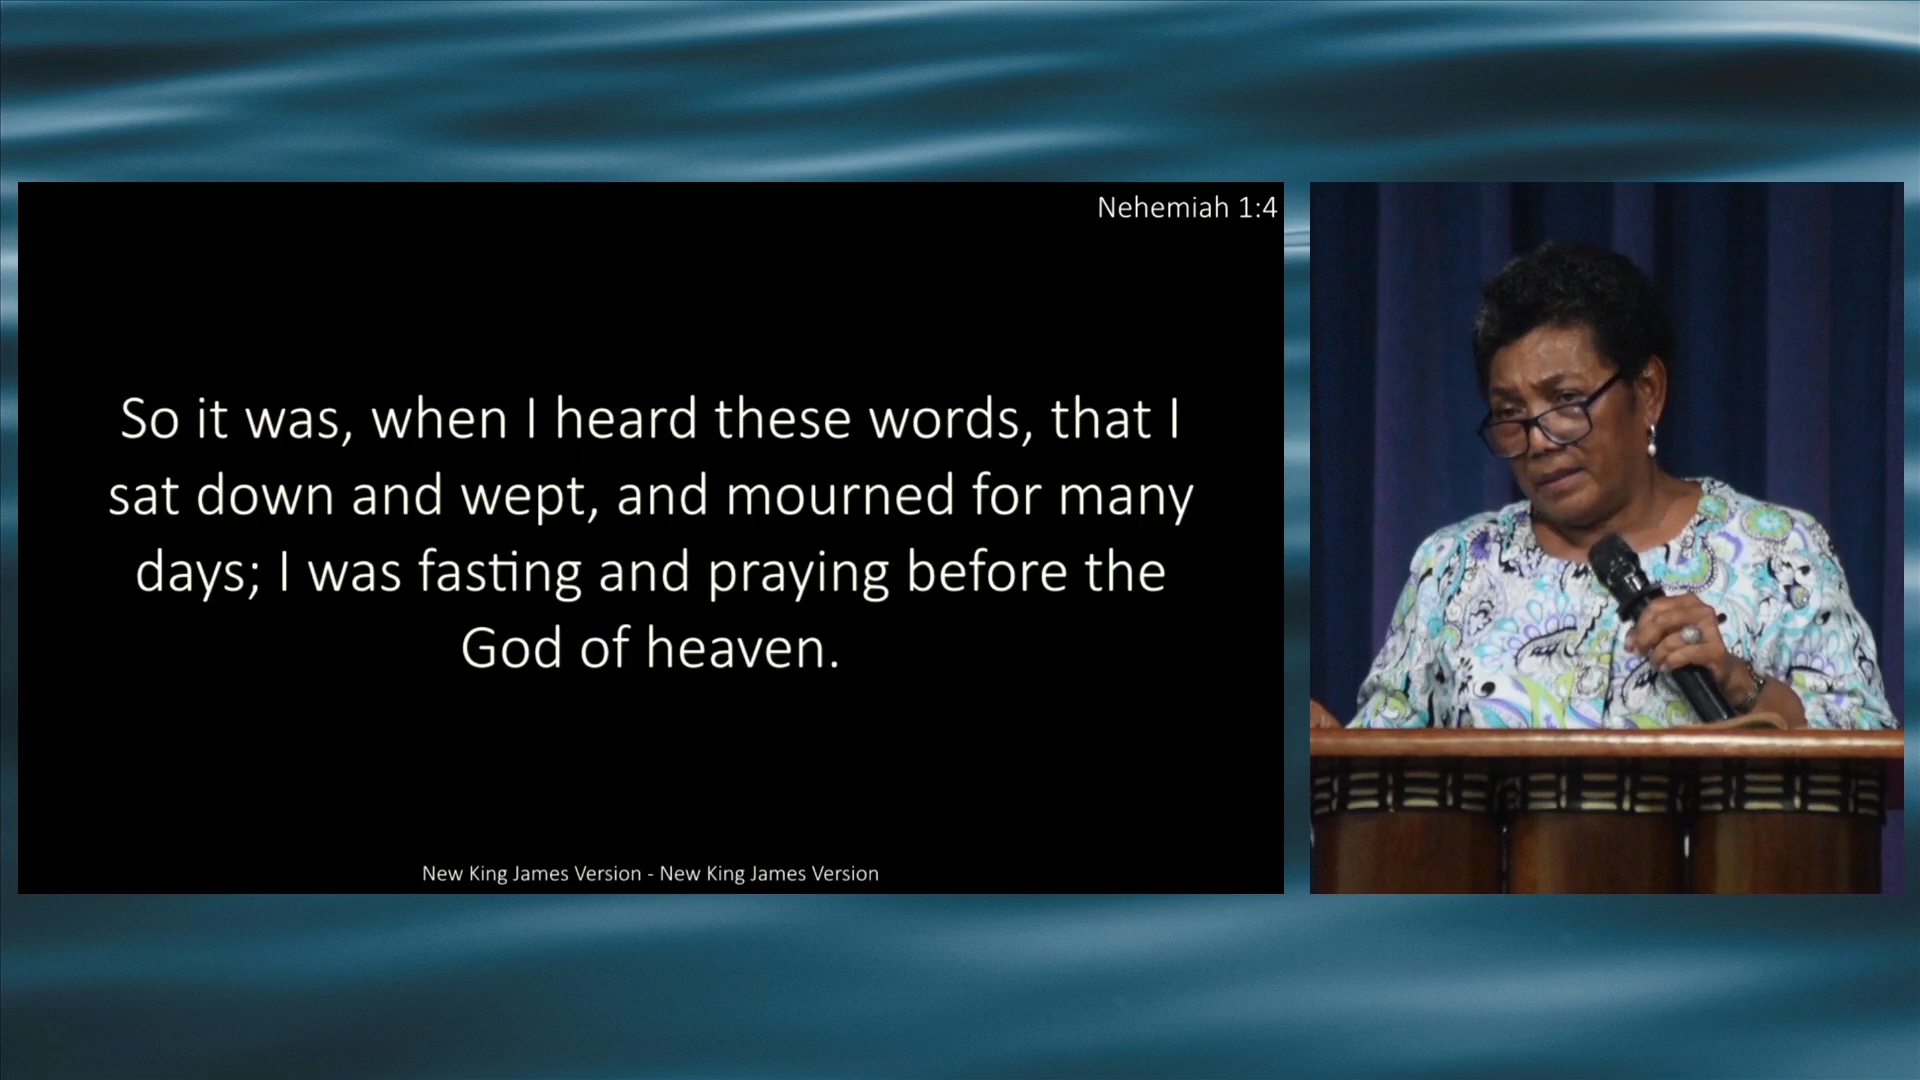 Nehemiah 1:4
So it was, when I heard these words, that I
sat down and wept, and mourned for many
days; I was fasting and praying before the
God of heaven.
New King James Version - New King James Version